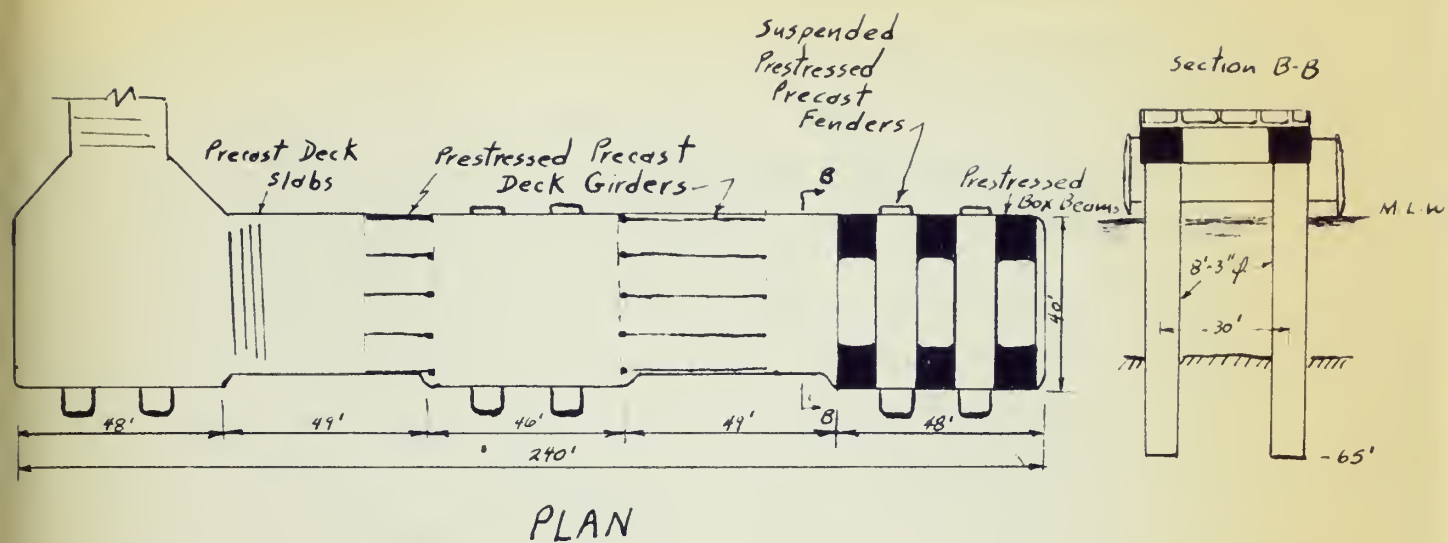 Suspended
Prestressed
Precast
Fenders
Section B-B
Precast Deck
slabs
Prestressed Precast
Deck Girders
B
Prestressed
Box Beams
M.L.W
8'-3"φ
40'
30'
B
48'
49'
46'
49'
48'
240'
-65'
PLAN